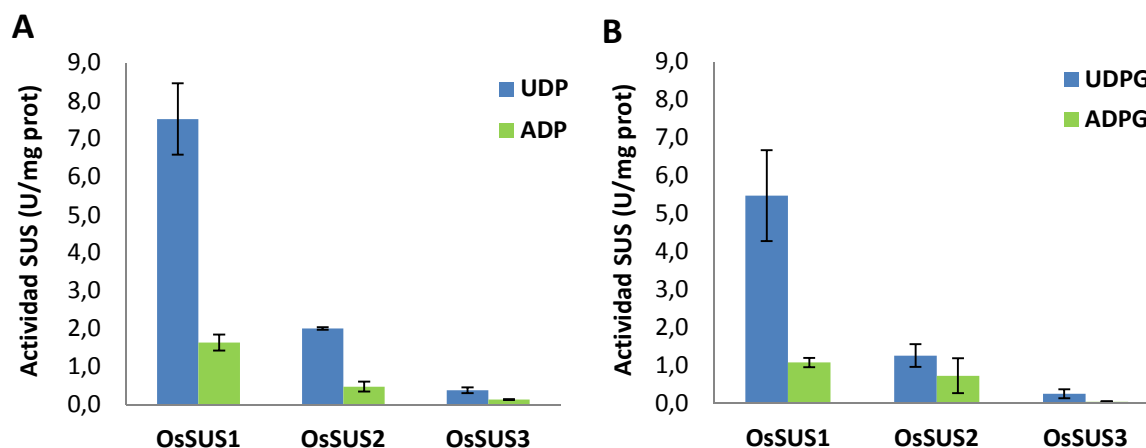 A
Actividad SUS (U/mg prot)
9,0
8,0
7,0
6,0
5,0
4,0
3,0
2,0
1,0
0,0
UDP
ADP
OsSUS1 OsSUS2 OsSUS3
B
Actividad SUS (U/mg prot)
9,0
8,0
7,0
6,0
5,0
4,0
3,0
2,0
1,0
0,0
UDPG
ADPG
OsSUS1 OsSUS2 OsSUS3